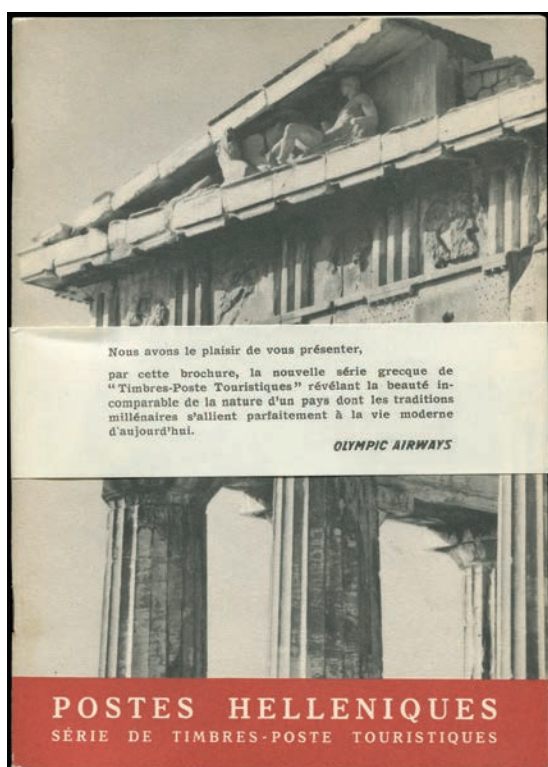 Nous avons le plaisir de vous présenter,
par cette brochure, la nouvelle série grecque de
“Timbres-Poste Touristiques” révélant la beauté in-
comparable de la nature d'un pays dont les traditions
millénaires s'allient parfaitement à la vie moderne
d'aujourd'hui.
OLYMPIC AIRWAYS
POSTES HELLENIQUES
SÉRIE DE TIMBRES-POSTE TOURISTIQUES